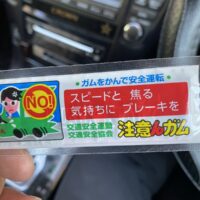 ・ガムをかんで安全運転・
NO!
スピードと 焦る
気持ちに ブレーキを
交通安全運動
交通安全協会
注意んガム